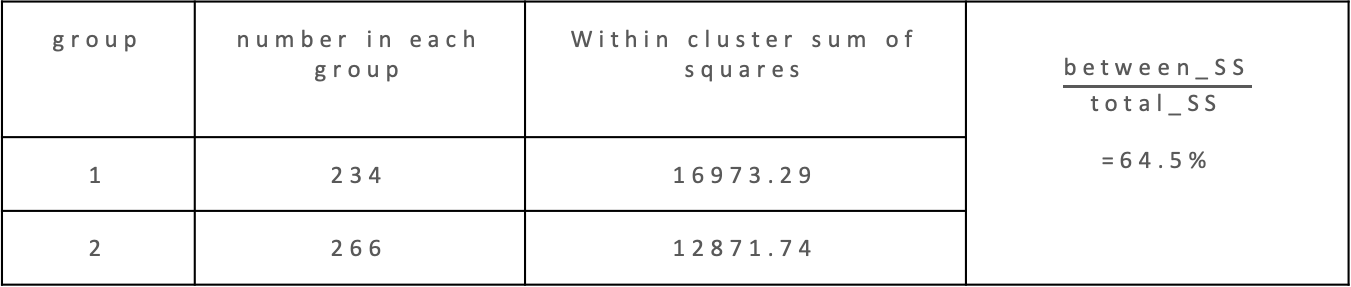 group
number in each
group
Within cluster sum of
squares
between_SS
total_SS
=64.5%
1
234
16973.29
2
266
12871.74